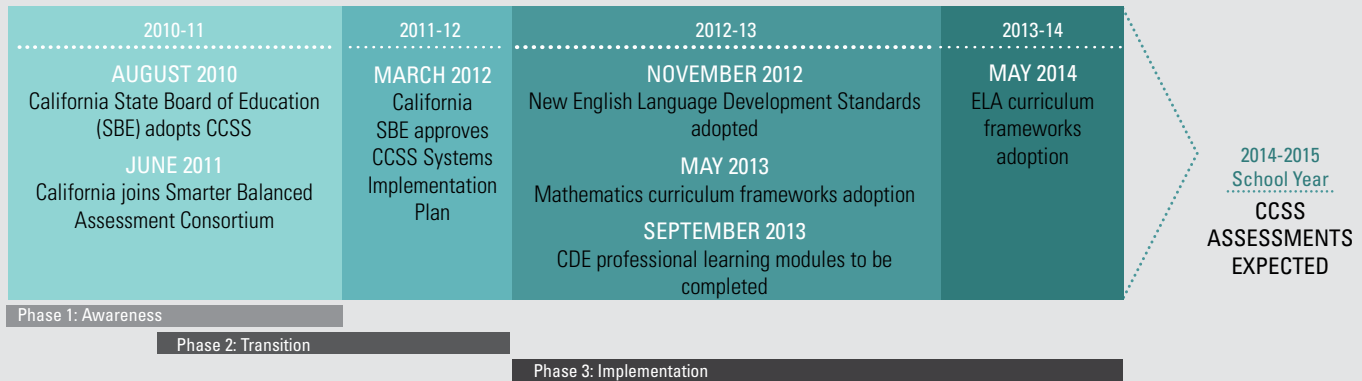 2010-11
AUGUST 2010
California State Board of Education
(SBE) adopts CCSS
JUNE 2011
California joins Smarter Balanced
Assessment Consortium
2011-12
MARCH 2012
California
SBE approves
CCSS Systems
Implementation
Plan
2012-13
NOVEMBER 2012
New English Language Development Standards
adopted
MAY 2013
Mathematics curriculum frameworks adoption
SEPTEMBER 2013
CDE professional learning modules to be
completed
2013-14
MAY 2014
ELA curriculum
frameworks
adoption
2014-2015
School Year
CCSS
ASSESSMENTS
EXPECTED
Phase 1: Awareness
Phase 2: Transition
Phase 3: Implementation